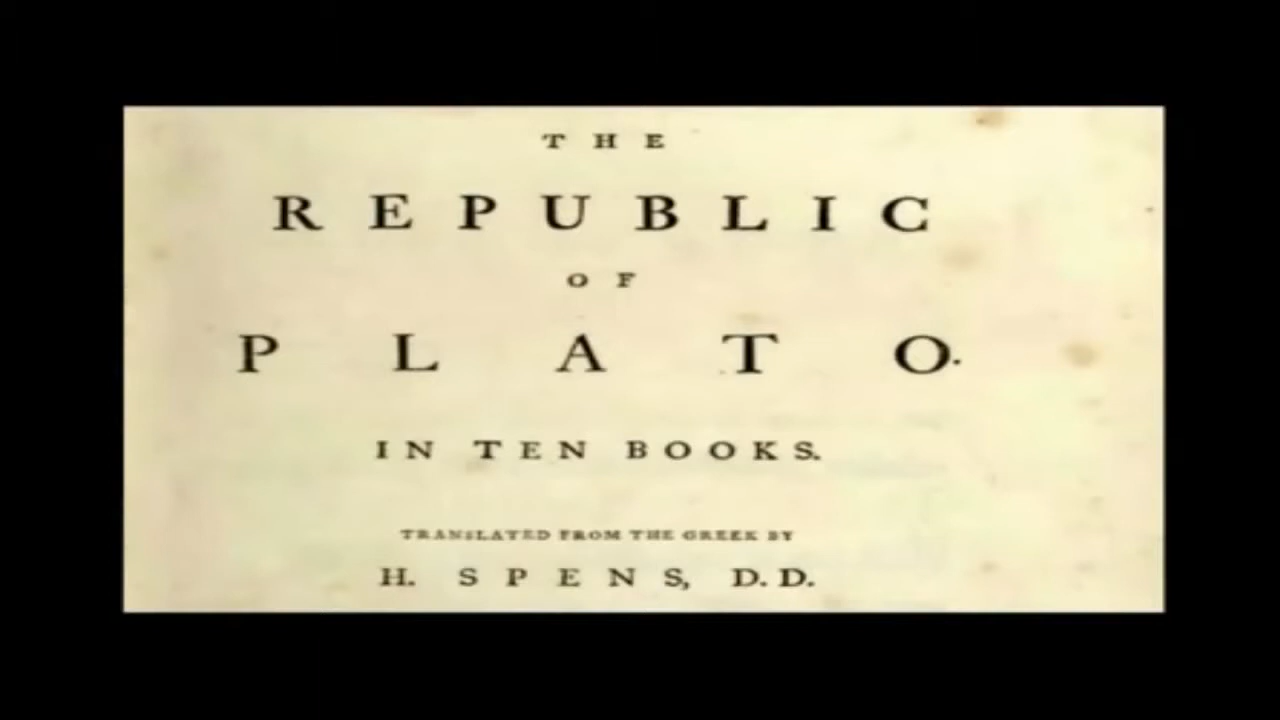 THE
REPUBLIC
OF
PLATO.
IN TEN BOOKS.
TRANSLATED FROM THE GREEK BY
H. SPENS, D.D.